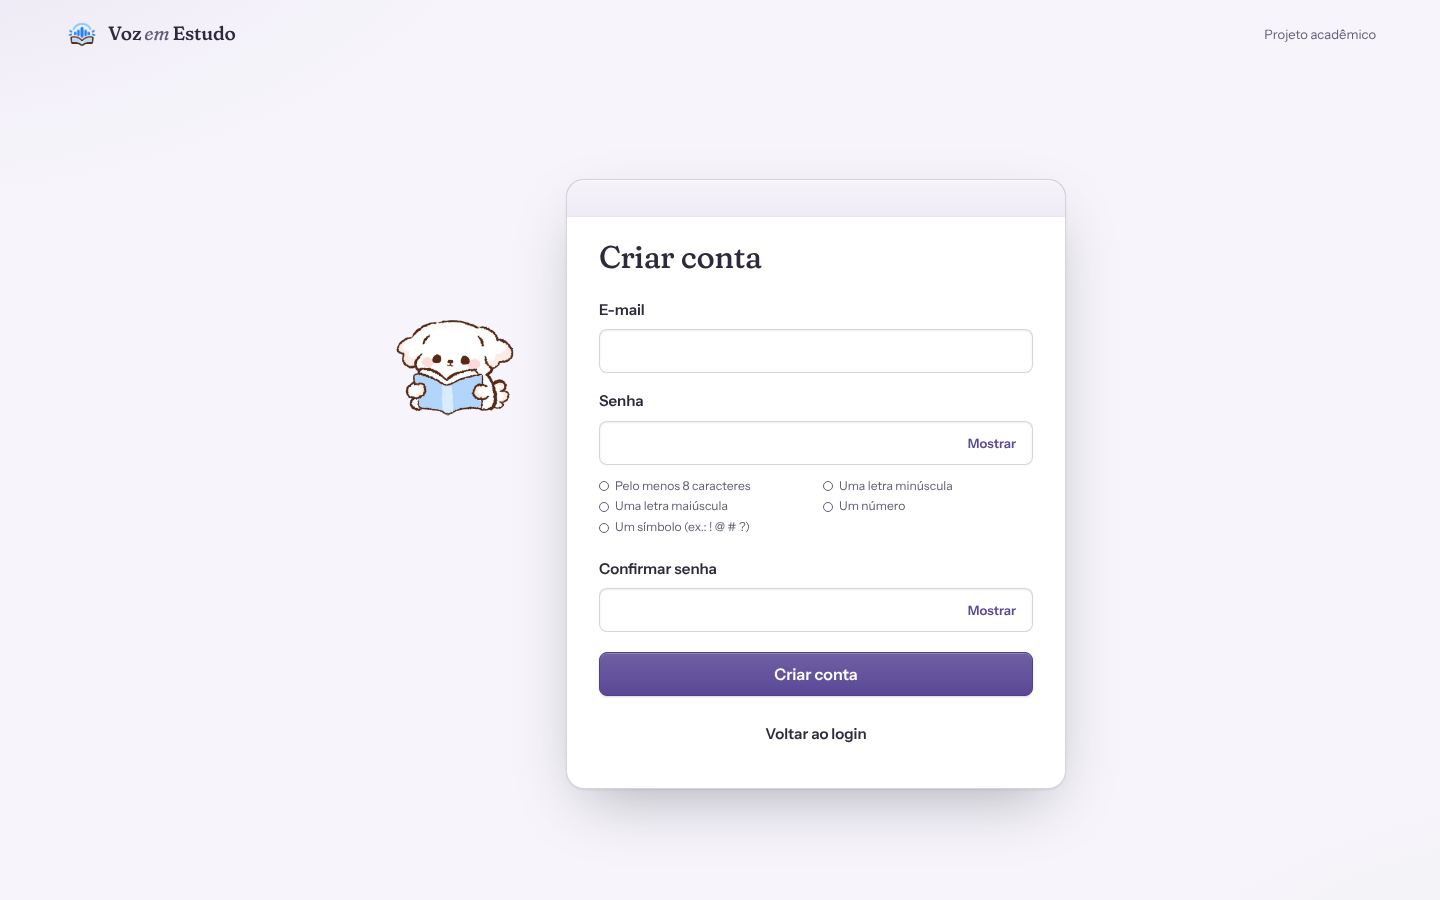 Voz em Estudo
Projeto acadêmico
Criar conta
E-mail
Senha
Mostrar
Pelo menos 8 caracteres
Uma letra minúscula
Uma letra maiúscula
Um número
Um símbolo (ex.: ! @ # ?)
Confirmar senha
Mostrar
Criar conta
Voltar ao login